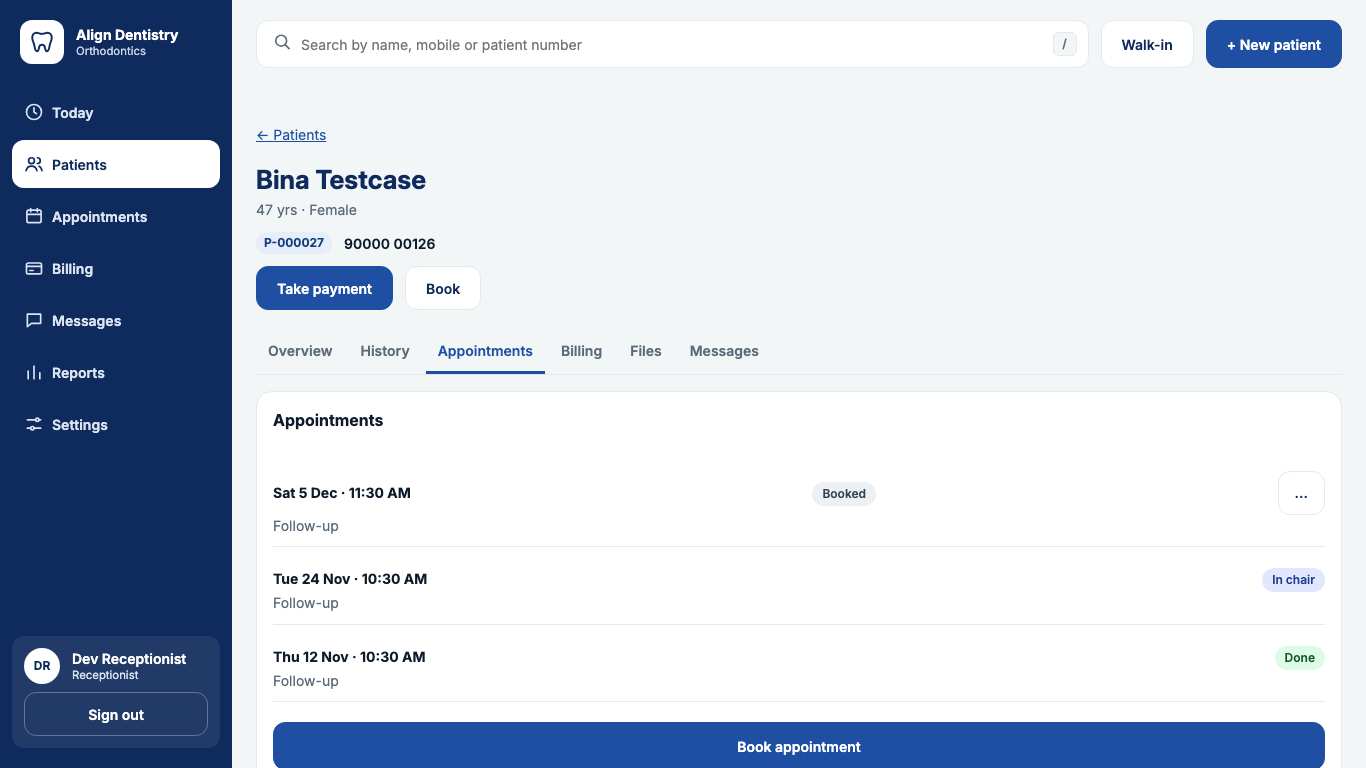 Align Dentistry
Orthodontics
Search by name, mobile or patient number
/
Walk-in
+ New patient
Today
Patients
Appointments
Billing
Messages
Reports
Settings
← Patients
Bina Testcase
47 yrs · Female
P-000027 90000 00126
Take payment
Book
Overview
History
Appointments
Billing
Files
Messages
Appointments
Sat 5 Dec · 11:30 AM
Booked
...
Follow-up
Tue 24 Nov · 10:30 AM
In chair
Follow-up
Thu 12 Nov · 10:30 AM
Done
Follow-up
Book appointment
DR
Dev Receptionist
Receptionist
Sign out